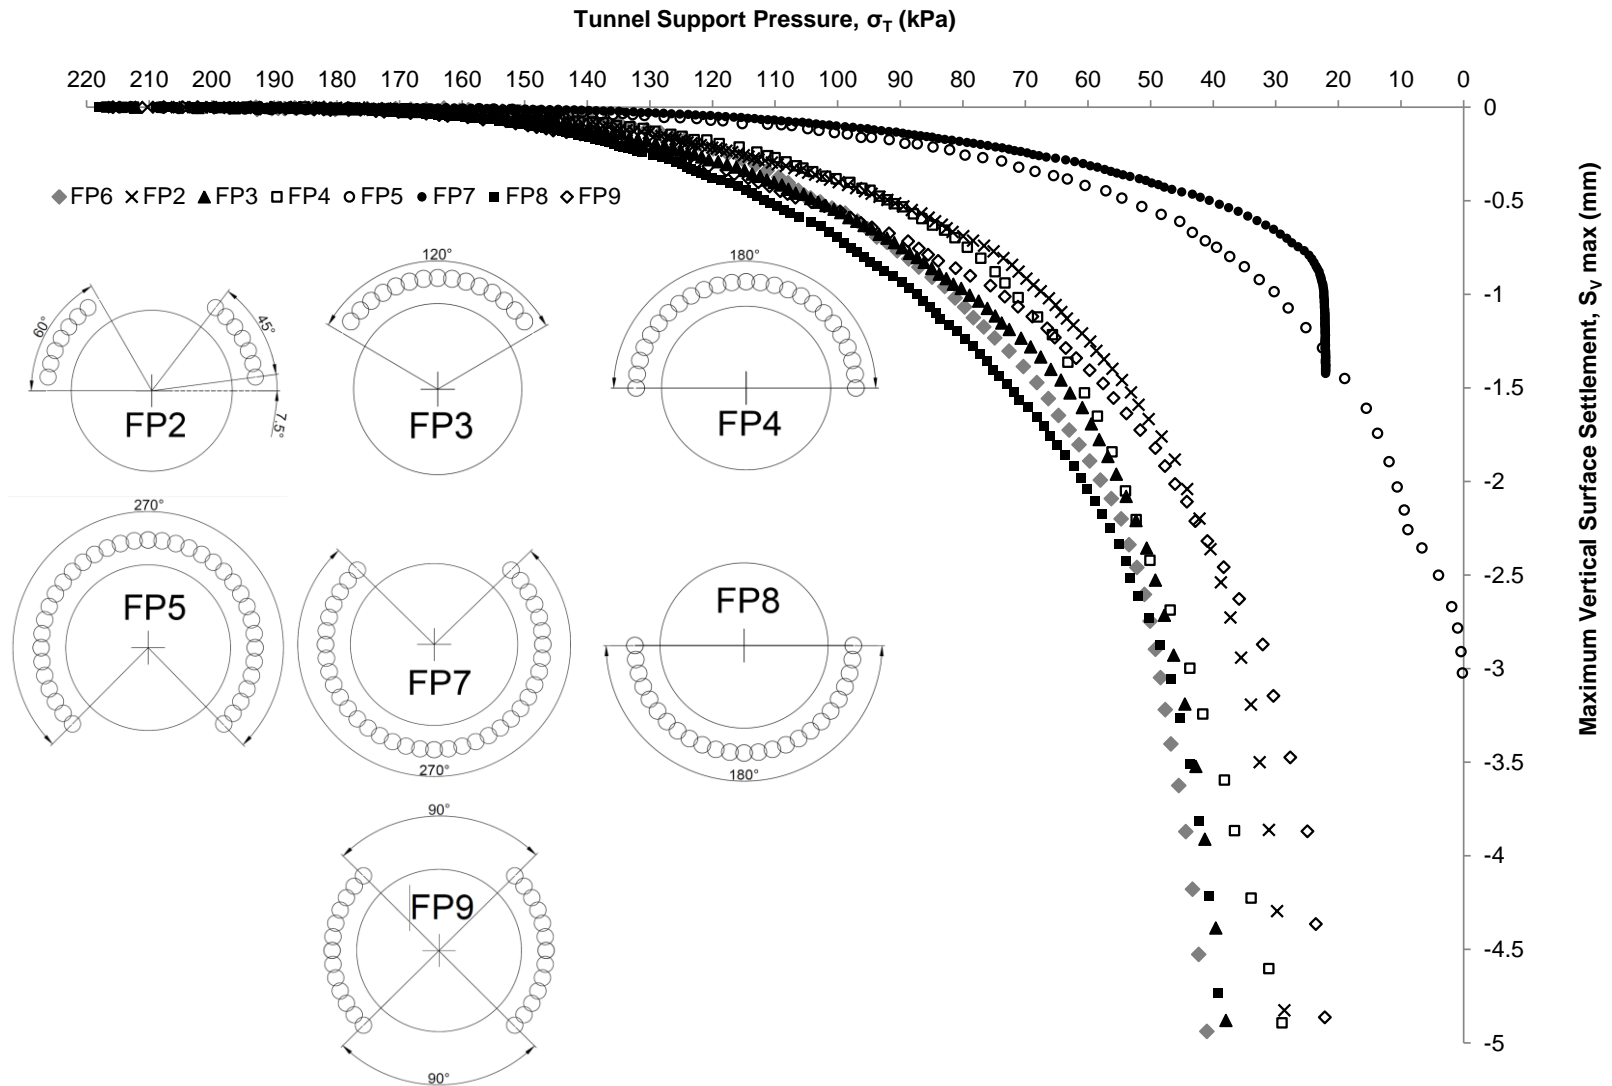 Tunnel Support Pressure, σT (kPa)
220 210 200 190 180 170 160 150 140 130 120 110 100 90 80 70 60 50 40 30 20 10 0
0
-0.5
-1
-1.5
-2
-2.5
-3
-3.5
-4
-4.5
-5
Maximum Vertical Surface Settlement, SV max (mm)
FP6 FP2 FP3 FP4 FP5 FP7 FP8 FP9
60°
45°
7.5°
FP2
120°
FP3
180°
FP4
270°
FP5
FP7
270°
FP8
180°
90°
FP9
90°